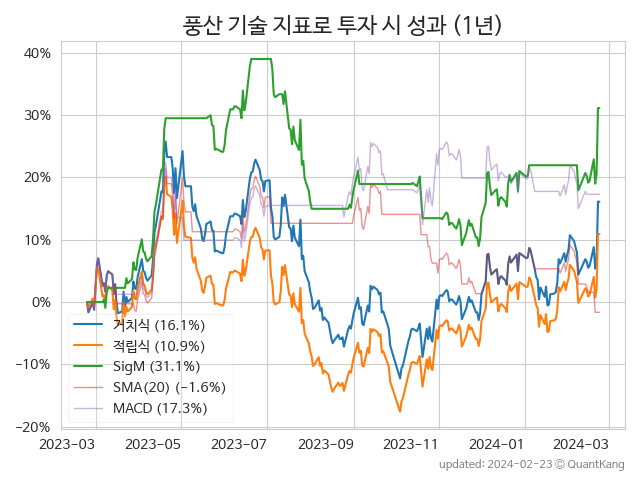 풍산 기술 지표로 투자 시 성과 (1년)
40%
30%
20%
10%
0%
−10%
−20%
거치식 (16.1%)
적립식 (10.9%)
SigM (31.1%)
SMA(20) (−1.6%)
MACD (17.3%)
2023-03 2023-05 2023-07 2023-09 2023-11 2024-01 2024-03
updated: 2024-02-23 ⓒ QuantKang